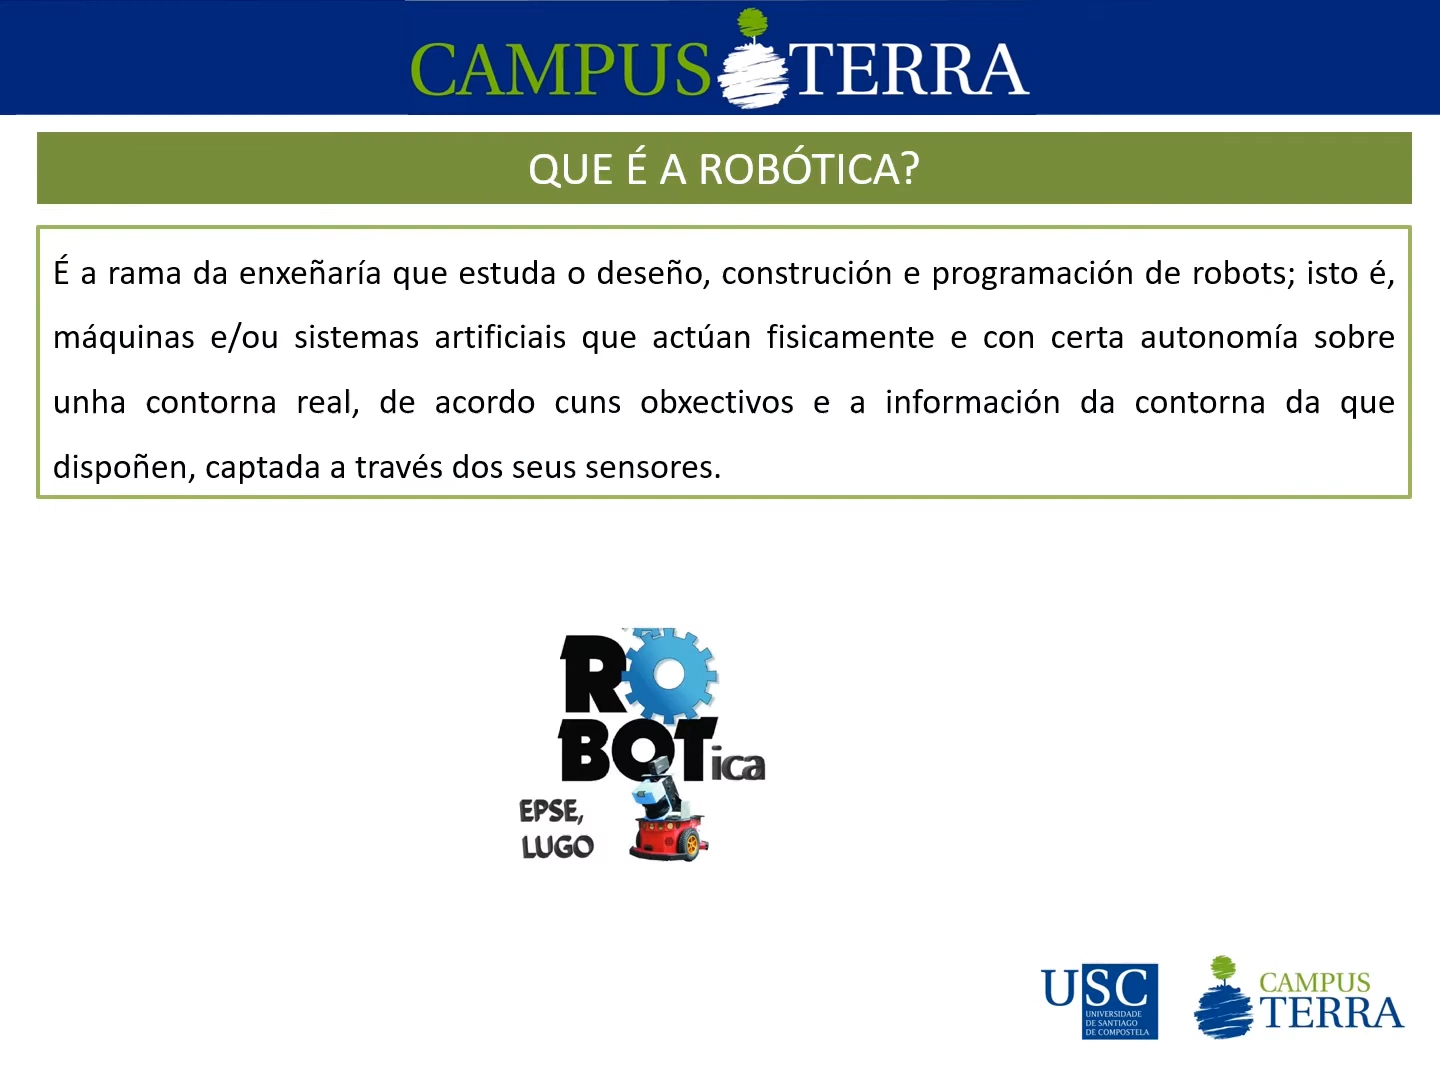 CAMPUS TERRA
QUE É A ROBÓTICA?
É a rama da enxeñaría que estuda o deseño, construción e programación de robots; isto é,
máquinas e/ou sistemas artificiais que actúan fisicamente e con certa autonomía sobre
unha contorna real, de acordo cuns obxectivos e a información da contorna da que
dispoñen, captada a través dos seus sensores.
RO
BOTica
EPSE,
LUGO
USC
UNIVERSIDADE
DE SANTIAGO
DE COMPOSTELA
CAMPUS
TERRA